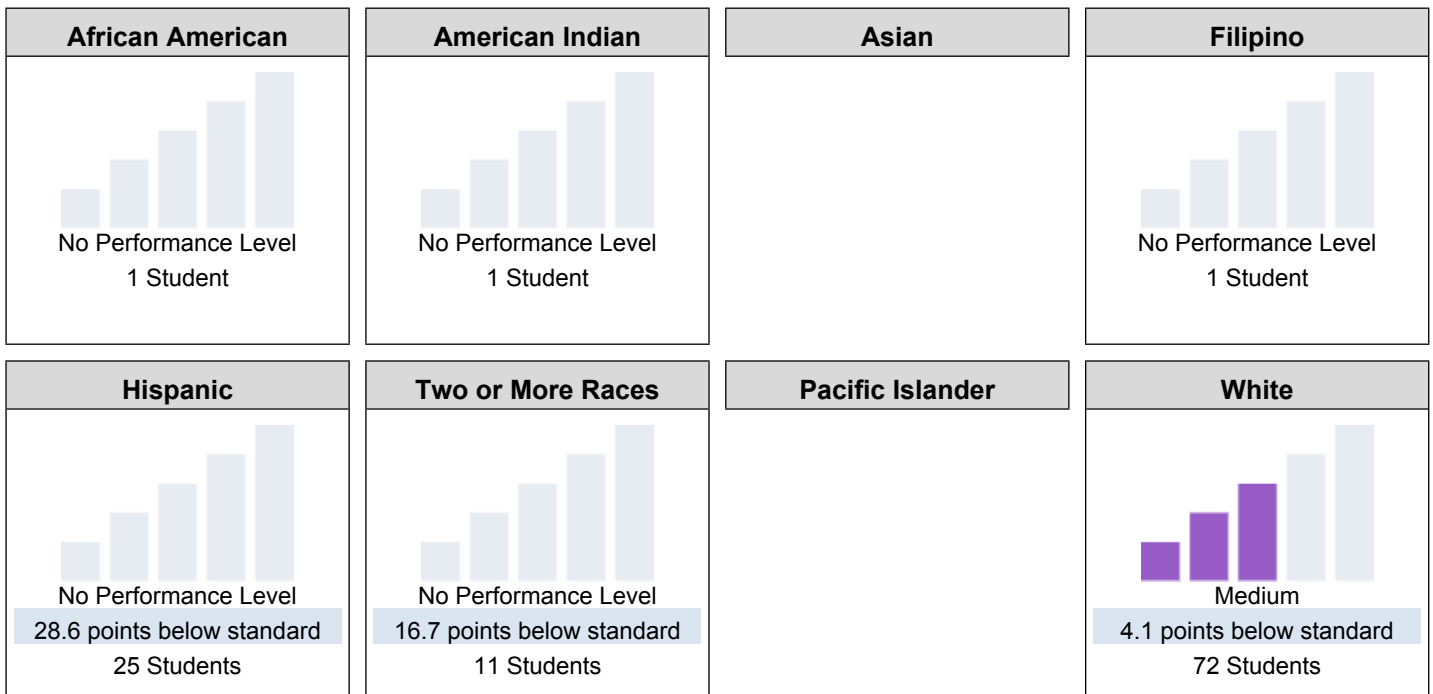 African American
No Performance Level
1 Student
American Indian
No Performance Level
1 Student
Asian
Filipino
No Performance Level
1 Student
Hispanic
No Performance Level
28.6 points below standard
25 Students
Two or More Races
No Performance Level
16.7 points below standard
11 Students
Pacific Islander
White
Medium
4.1 points below standard
72 Students